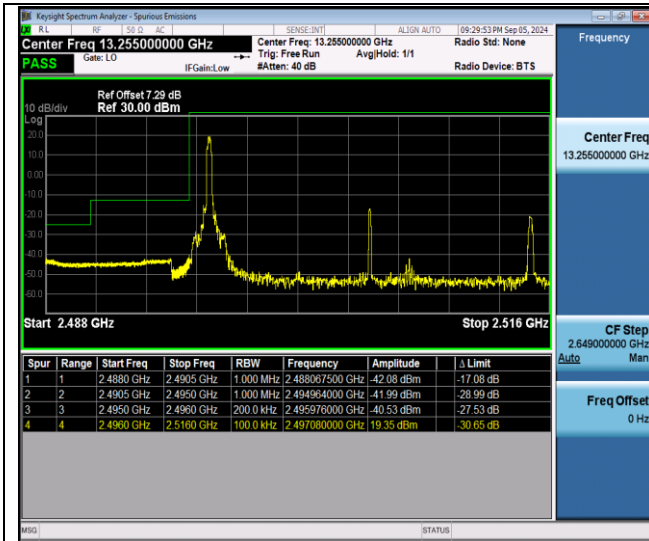 Keysight Spectrum Analyzer - Spurious Emissions
RL RF 50 Ω AC SENSE:INT ALIGN AUTO 09:29:53 PM Sep 05, 2024
Center Freq 13.255000000 GHz
Center Freq: 13.255000000 GHz
Radio Std: None
Frequency
PASS
Gate: LO
IFGain:Low
Trig: Free Run
Avg|Hold: 1/1
#Atten: 40 dB
Radio Device: BTS
Ref Offset 7.29 dB
10 dB/div
Ref 30.00 dBm
Log
20.0
10.0
0.00
-10.0
-20.0
-30.0
-40.0
-50.0
-60.0
Start 2.488 GHz
Stop 2.516 GHz
Center Freq
13.255000000 GHz
CF Step
2.649000000 GHz
Auto Man
Freq Offset
0 Hz
Spur Range Start Freq Stop Freq RBW Frequency Amplitude Δ Limit
1 1 2.4880 GHz 2.4905 GHz 1.000 MHz 2.488067500 GHz -42.08 dBm -17.08 dB
2 2 2.4905 GHz 2.4950 GHz 1.000 MHz 2.494964000 GHz -41.99 dBm -28.99 dB
3 3 2.4950 GHz 2.4960 GHz 200.0 kHz 2.495976000 GHz -40.53 dBm -27.53 dB
4 4 2.4960 GHz 2.5160 GHz 100.0 kHz 2.497080000 GHz 19.35 dBm -30.65 dB
MSG STATUS